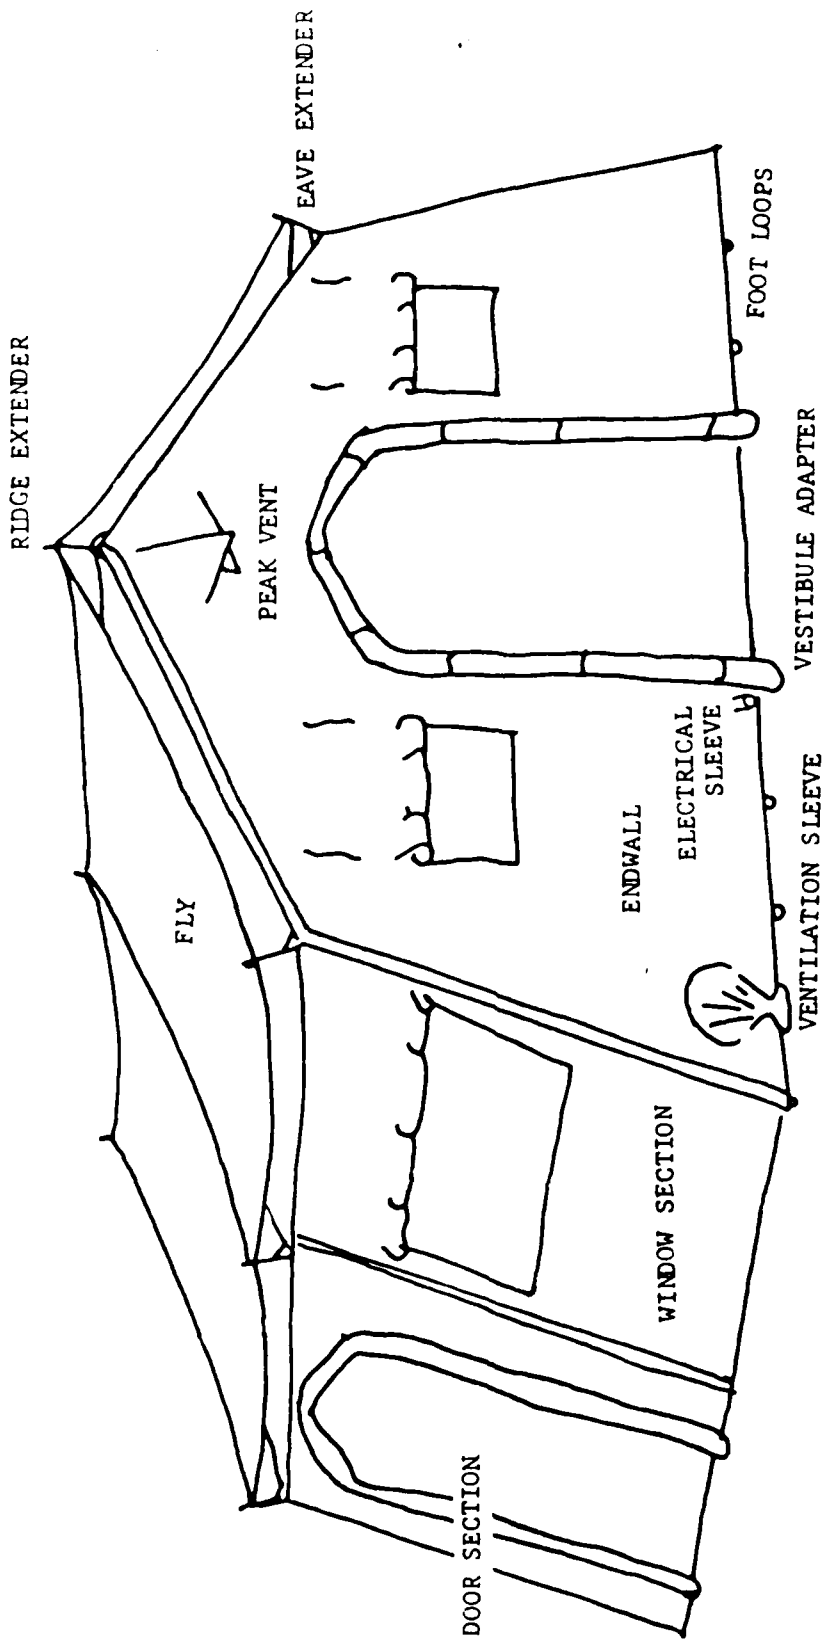 RIDGE EXTENDER
EAVE EXTENDER
FLY
PEAK VENT
FOOT LOOPS
VESTIBULE ADAPTER
ELECTRICAL
SLEEVE
ENDWALL
VENTILATION SLEEVE
WINDOW SECTION
DOOR SECTION